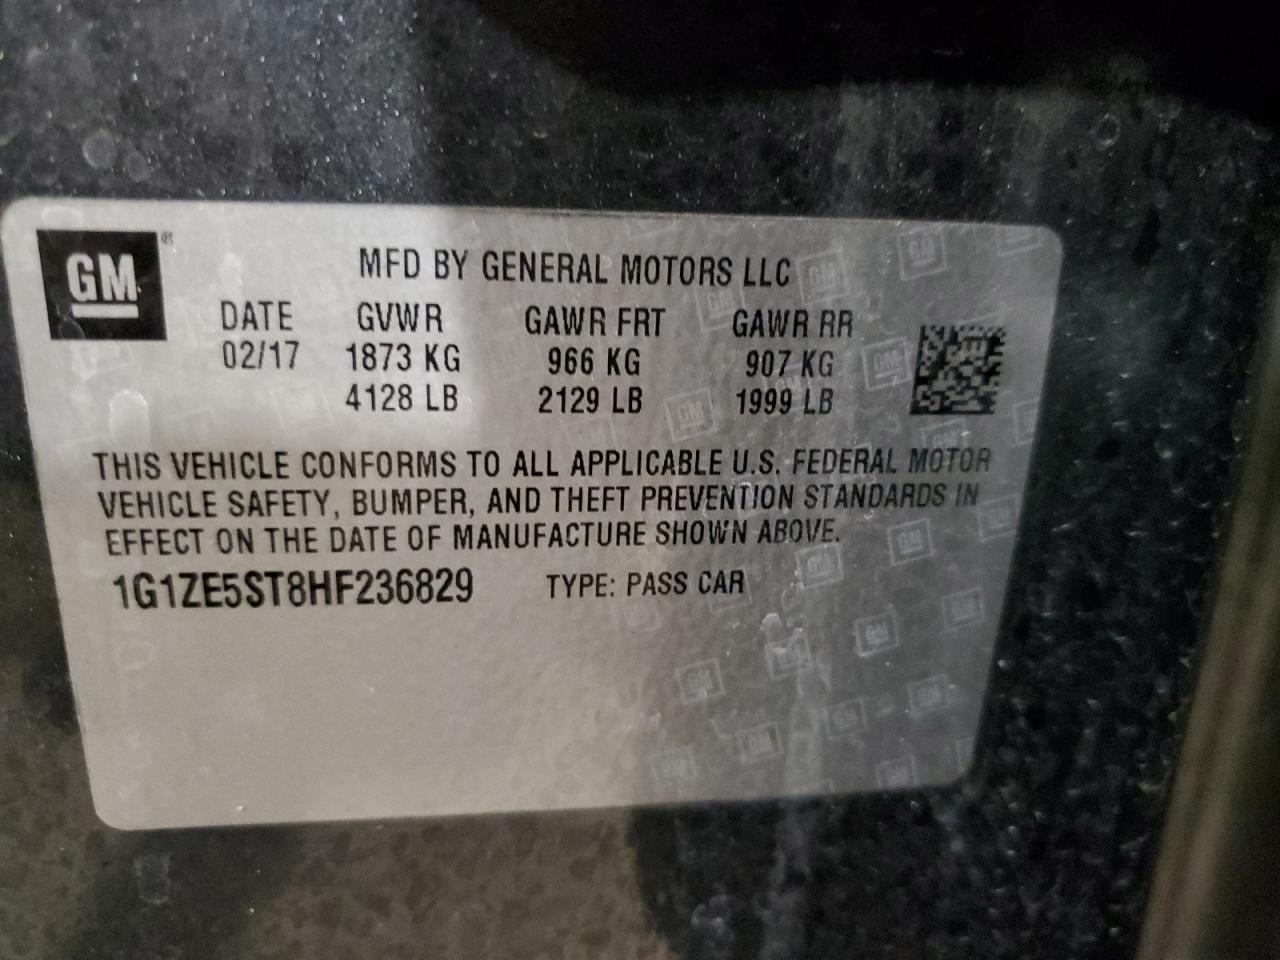 GM
MFD BY GENERAL MOTORS LLC
DATE GVWR GAWR FRT GAWR RR
02/17 1873 KG 966 KG 907 KG
4128 LB 2129 LB 1999 LB
THIS VEHICLE CONFORMS TO ALL APPLICABLE U.S. FEDERAL MOTOR
VEHICLE SAFETY, BUMPER, AND THEFT PREVENTION STANDARDS IN
EFFECT ON THE DATE OF MANUFACTURE SHOWN ABOVE.
1G1ZE5ST8HF236829 TYPE: PASS CAR